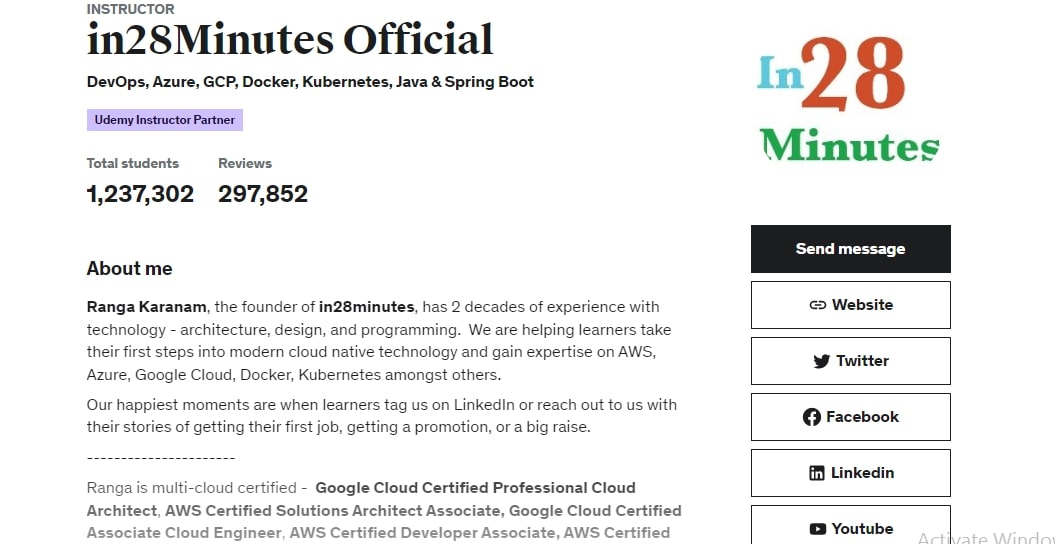 INSTRUCTOR
in28Minutes Official
DevOps, Azure, GCP, Docker, Kubernetes, Java & Spring Boot
Udemy Instructor Partner
Total students Reviews
1,237,302 297,852
About me
Ranga Karanam, the founder of in28minutes, has 2 decades of experience with
technology - architecture, design, and programming. We are helping learners take
their first steps into modern cloud native technology and gain expertise on AWS,
Azure, Google Cloud, Docker, Kubernetes amongst others.
Our happiest moments are when learners tag us on LinkedIn or reach out to us with
their stories of getting their first job, getting a promotion, or a big raise.
----------------------
Ranga is multi-cloud certified - Google Cloud Certified Professional Cloud
Architect, AWS Certified Solutions Architect Associate, Google Cloud Certified
Associate Cloud Engineer, AWS Certified Developer Associate, AWS Certified
In28
Minutes
Send message
Website
Twitter
Facebook
Linkedin
Youtube
Activate Window